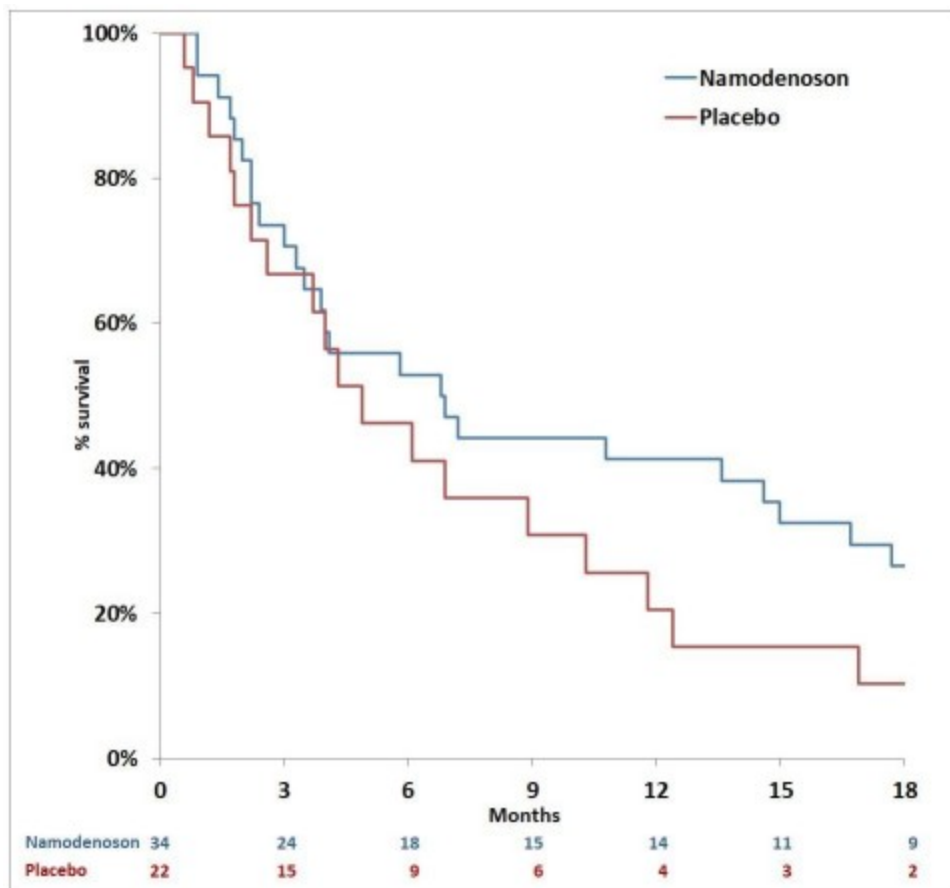 100%
Namodenoson
Placebo
80%
60%
% survival
40%
20%
0%
0 3 6 9 12 15 18
Months
Namodenoson 34 24 18 15 14 11 9
Placebo 22 15 9 6 4 3 2